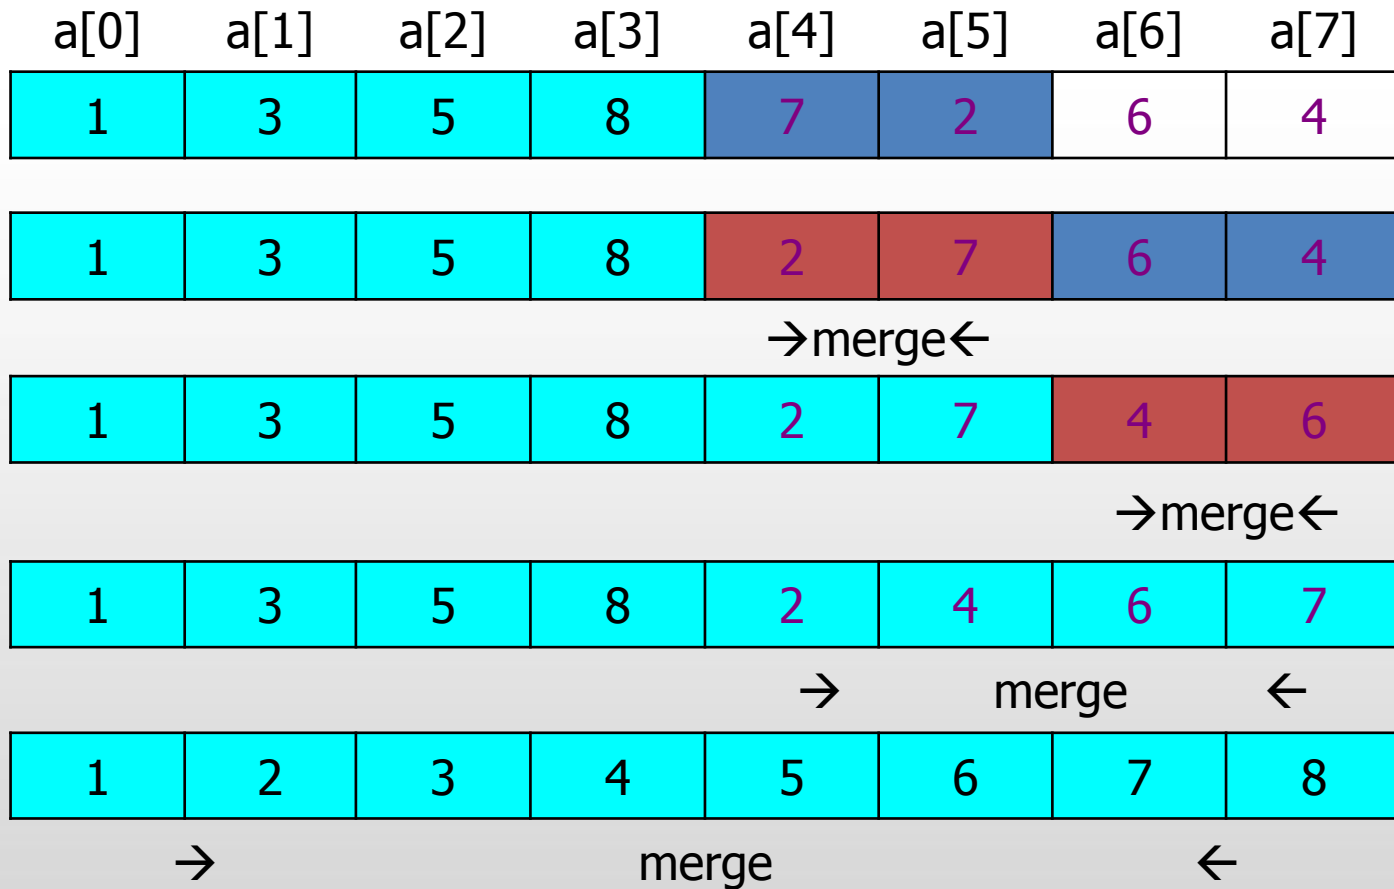 a[0] a[1] a[2] a[3] a[4] a[5] a[6] a[7]
1 3 5 8 7 2 6 4
1 3 5 8 2 7 6 4
→merge←
1 3 5 8 2 7 4 6
→merge←
1 3 5 8 2 4 6 7
→ merge ←
1 2 3 4 5 6 7 8
→ merge ←